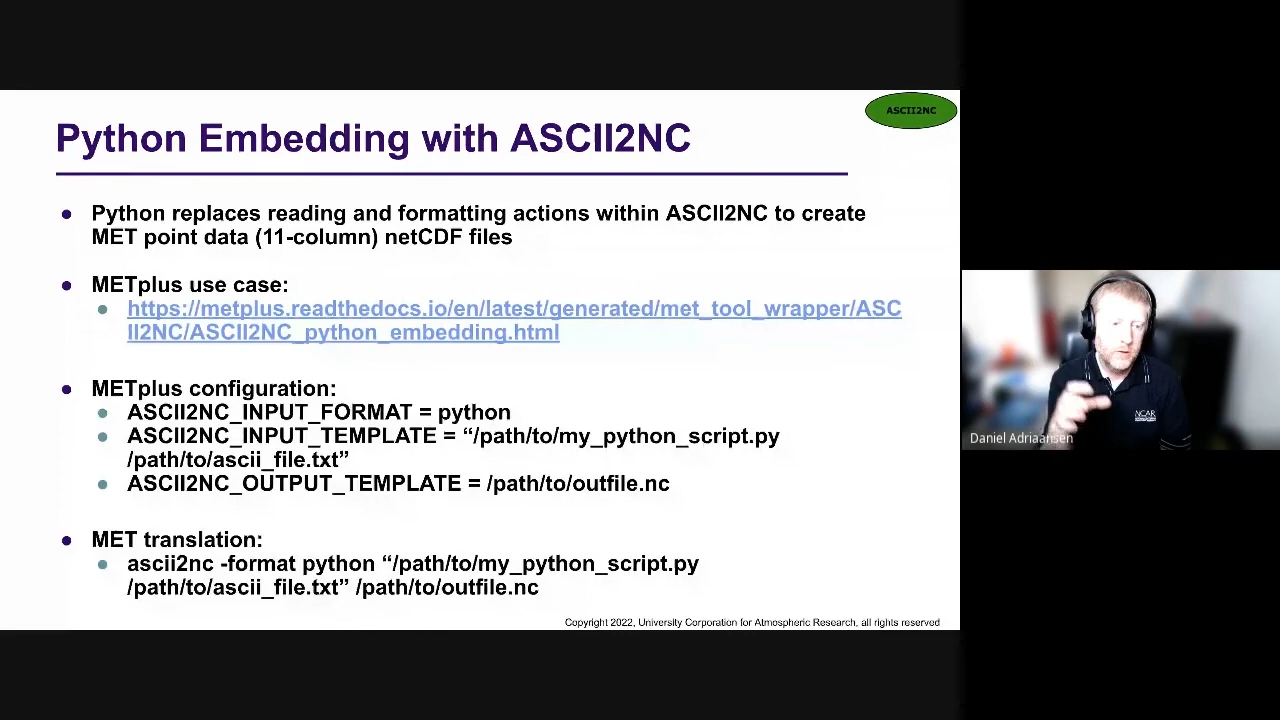 ASCII2NC
Python Embedding with ASCII2NC
● Python replaces reading and formatting actions within ASCII2NC to create
MET point data (11-column) netCDF files
● METplus use case:
● https://metplus.readthedocs.io/en/latest/generated/met_tool_wrapper/ASC
II2NC/ASCII2NC_python_embedding.html
● METplus configuration:
● ASCII2NC_INPUT_FORMAT = python
● ASCII2NC_INPUT_TEMPLATE = “/path/to/my_python_script.py
/path/to/ascii_file.txt”
● ASCII2NC_OUTPUT_TEMPLATE = /path/to/outfile.nc
● MET translation:
● ascii2nc -format python “/path/to/my_python_script.py
/path/to/ascii_file.txt” /path/to/outfile.nc
Copyright 2022, University Corporation for Atmospheric Research, all rights reserved
NCAR
Daniel Adriaansen